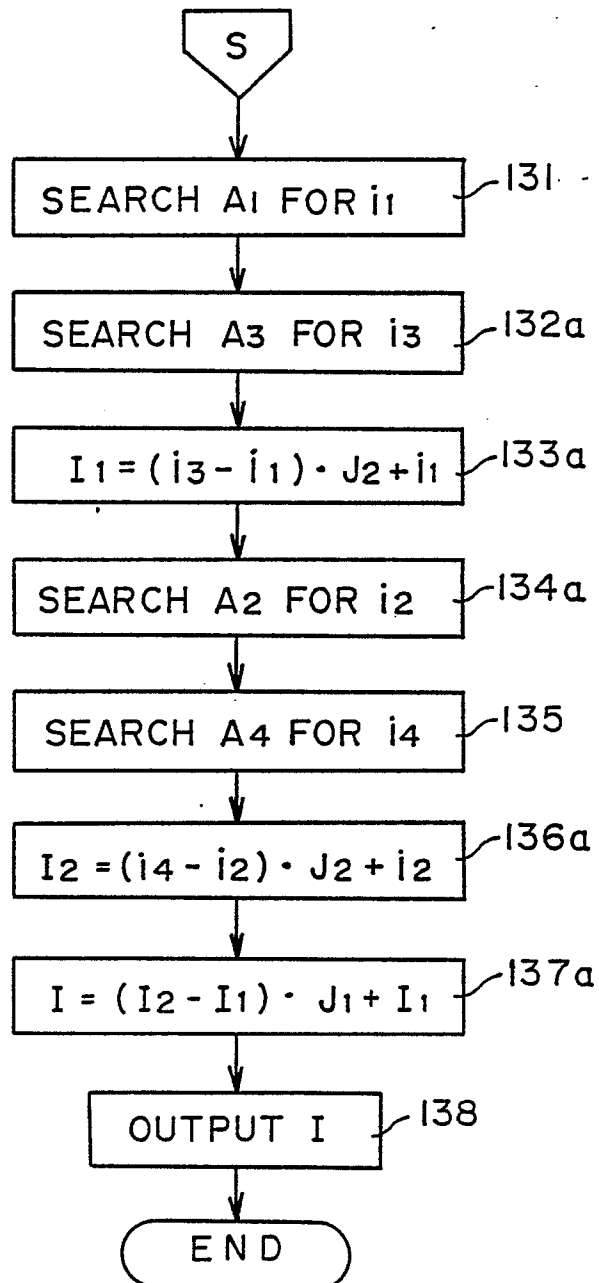 S
SEARCH A1 FOR i1
131
SEARCH A3 FOR i3
132a
I1 = (i3 - i1) · J2 + i1
133a
SEARCH A2 FOR i2
134a
SEARCH A4 FOR i4
135
I2 = (i4 - i2) · J2 + i2
136a
I = (I2 - I1) · J1 + I1
137a
OUTPUT I
138
END